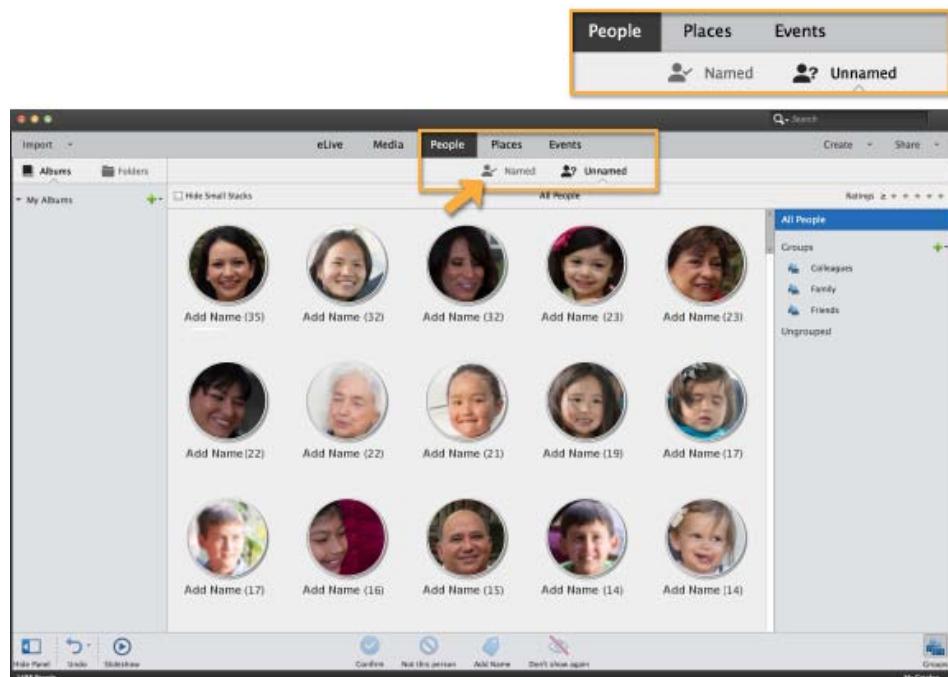 People Places Events
Named Unnamed
Search
Import eLive Media People Places Events Create Share
Albums Folders Named Unnamed
My Albums Hide Small Stacks All People Ratings ≥
All People
Groups
Colleagues
Family
Friends
Ungrouped
Add Name (35) Add Name (32) Add Name (32) Add Name (23) Add Name (23)
Add Name (22) Add Name (22) Add Name (21) Add Name (19) Add Name (17)
Add Name (17) Add Name (16) Add Name (15) Add Name (14) Add Name (14)
Hide Panel Undo Slideshow Confirm Not this person Add Name Don't show again Groups